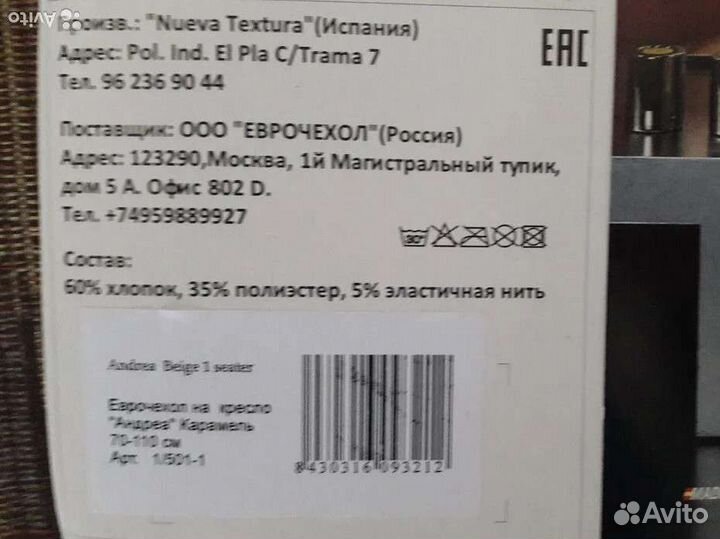 Avito
Произв.: "Nueva Textura"(Испания)
Адрес: Pol. Ind. El Pla C/Trama 7
Тел. 96 236 90 44
EAC
Поставщик: ООО "ЕВРОЧЕХОЛ"(Россия)
Адрес: 123290,Москва, 1й Магистральный тупик,
дом 5 А. Офис 802 D.
Тел. +74959889927
30°
Состав:
60% хлопок, 35% полиэстер, 5% эластичная нить
Andrea Beige 1 seater
Еврочехол на кресло
"Андреа" Карамель
70-110 см
Арт. 1/501-1
8430316093212
Avito